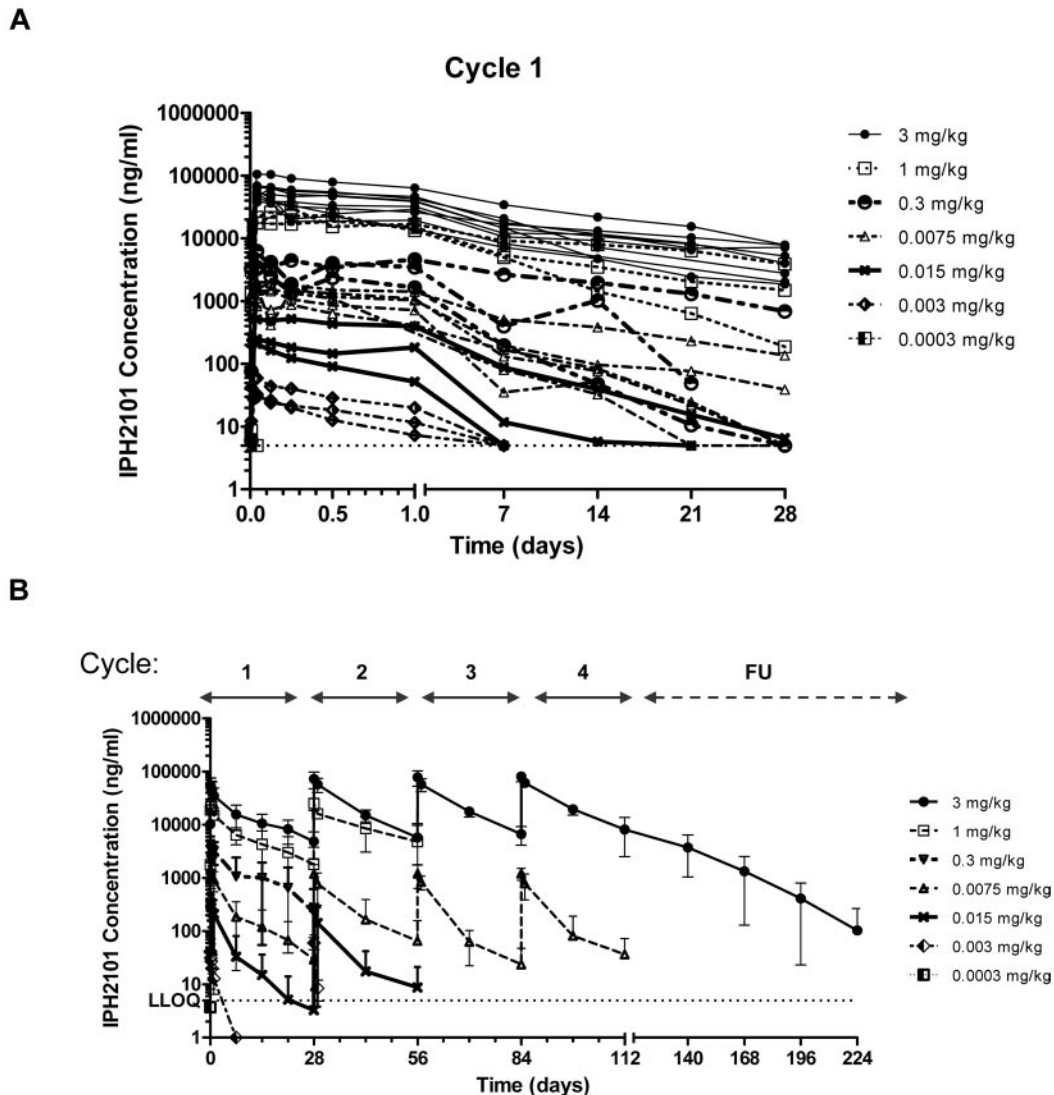 A
Cycle 1
IPH2101 Concentration (ng/ml)
1000000
100000
10000
1000
100
10
1
0.0 0.5 1.0 7 14 21 28
Time (days)
3 mg/kg
1 mg/kg
0.3 mg/kg
0.0075 mg/kg
0.015 mg/kg
0.003 mg/kg
0.0003 mg/kg
B
Cycle: 1 2 3 4 FU
IPH2101 Concentration (ng/ml)
1000000
100000
10000
1000
100
10
LLOQ
1
0 28 56 84 112 140 168 196 224
Time (days)
3 mg/kg
1 mg/kg
0.3 mg/kg
0.0075 mg/kg
0.015 mg/kg
0.003 mg/kg
0.0003 mg/kg